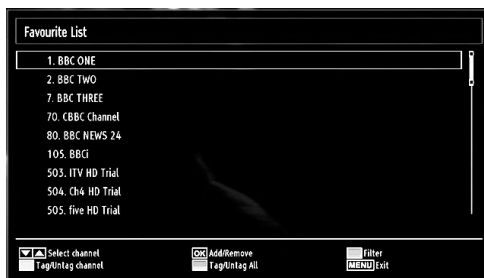 Favourite List
1. BBC ONE
2. BBC TWO
7. BBC THREE
70. CBBC Channel
80. BBC NEWS 24
105. BBCi
503. ITV HD Trial
504. Ch4 HD Trial
505. five HD Trial
Select channel OK Add/Remove Filter
Tag/Untag channel Tag/Untag All MENU Exit